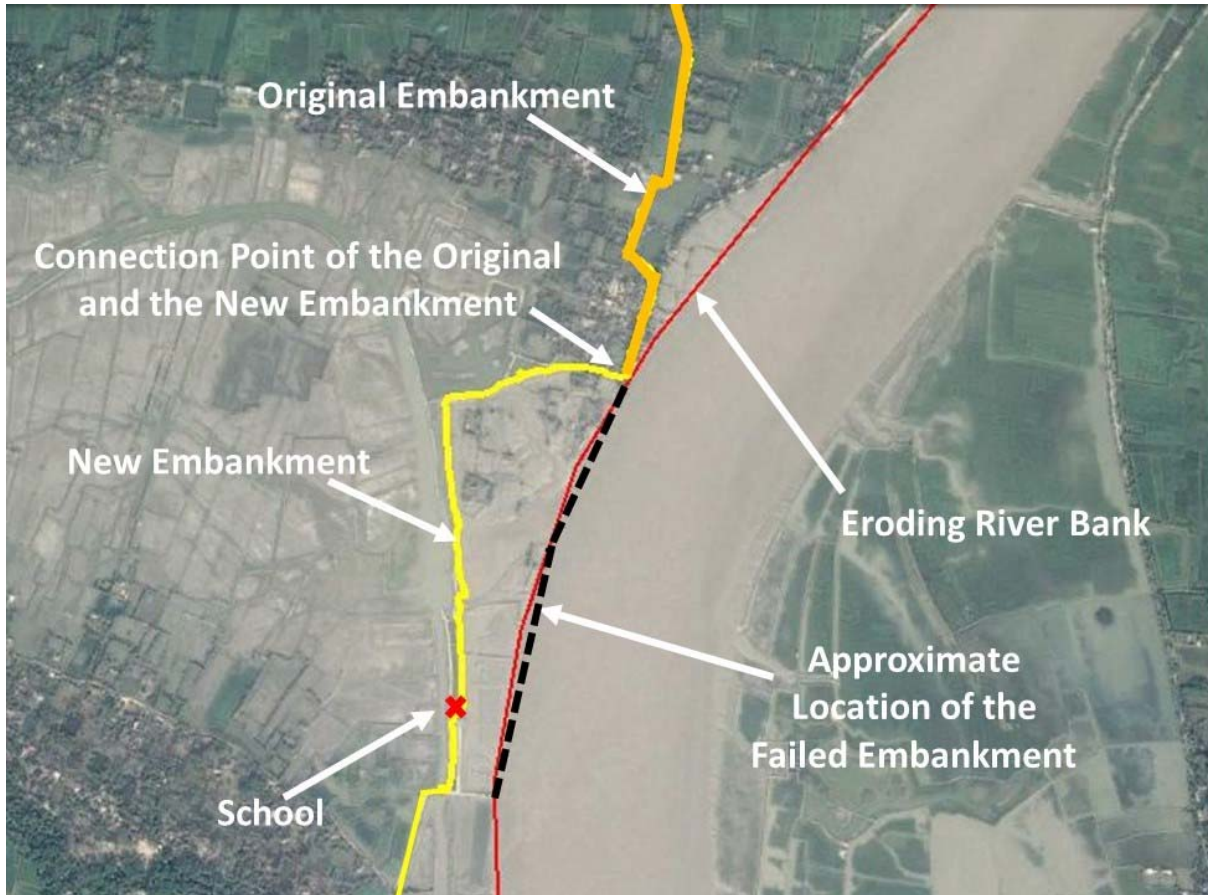 Original Embankment
Connection Point of the Original
and the New Embankment
New Embankment
Eroding River Bank
Approximate
Location of the
Failed Embankment
School